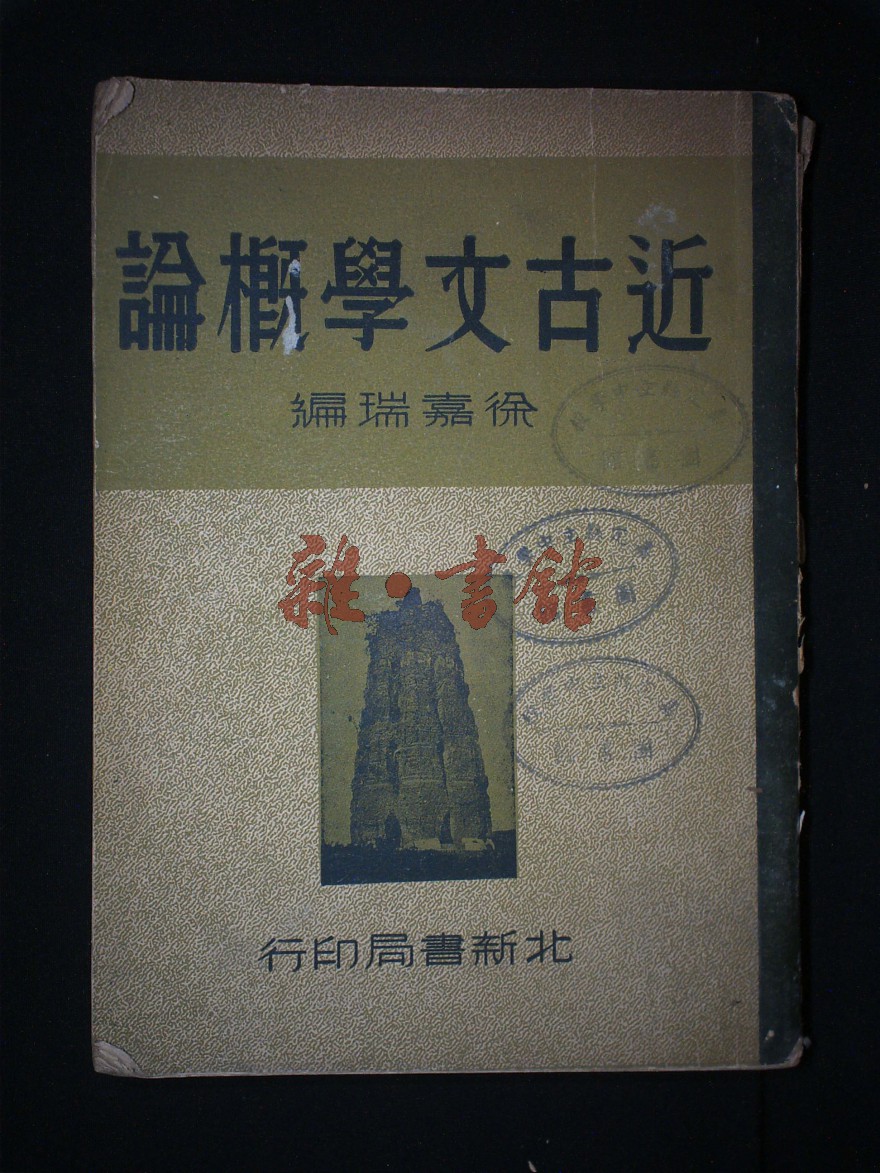 近古文學概論
徐嘉瑞編
雜·書館
北新書局印行